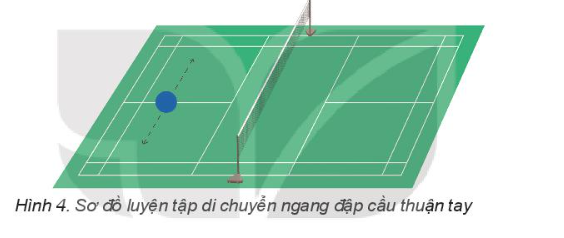 Hình 4. Sơ đồ luyện tập di chuyển ngang đập cầu thuận tay